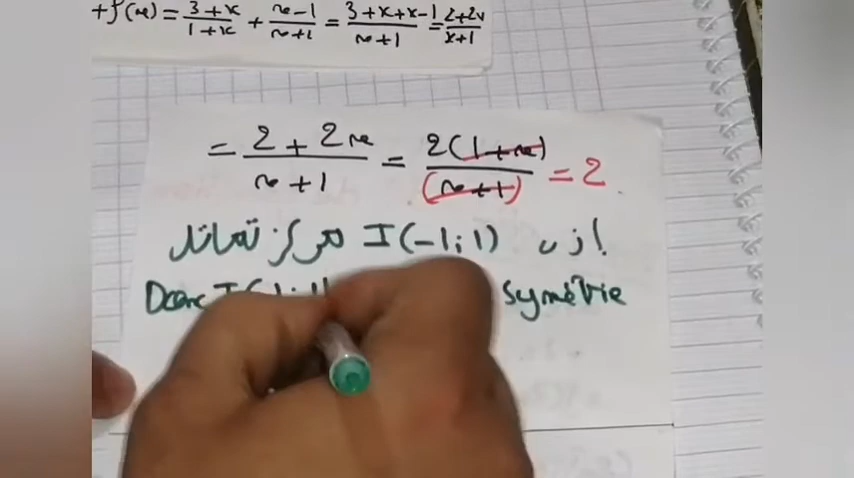 +f(x) = 3+x/1+x + x-1/x+1 = 3+x+x-1/x+1 = 2+2x/x+1
= 2+2x/x+1 = 2(1+x)/(x+1) = 2
إذن I(-1;1) مركز تماثل
Donc I( symétrie